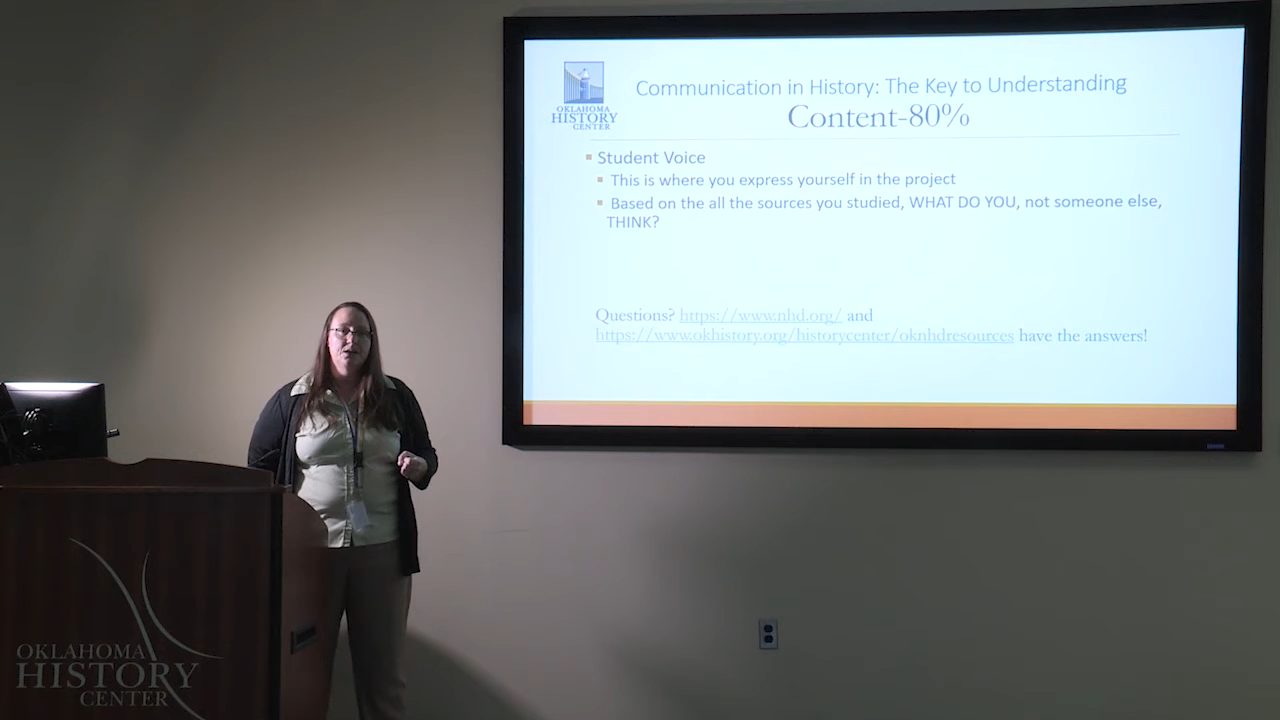 OKLAHOMA
HISTORY
CENTER
Communication in History: The Key to Understanding
Content-80%
Student Voice
This is where you express yourself in the project
Based on the all the sources you studied, WHAT DO YOU, not someone else,
THINK?
Questions? https://www.nhd.org/ and
https://www.okhistory.org/historycenter/oknhdresources have the answers!
OKLAHOMA
HISTORY
CENTER